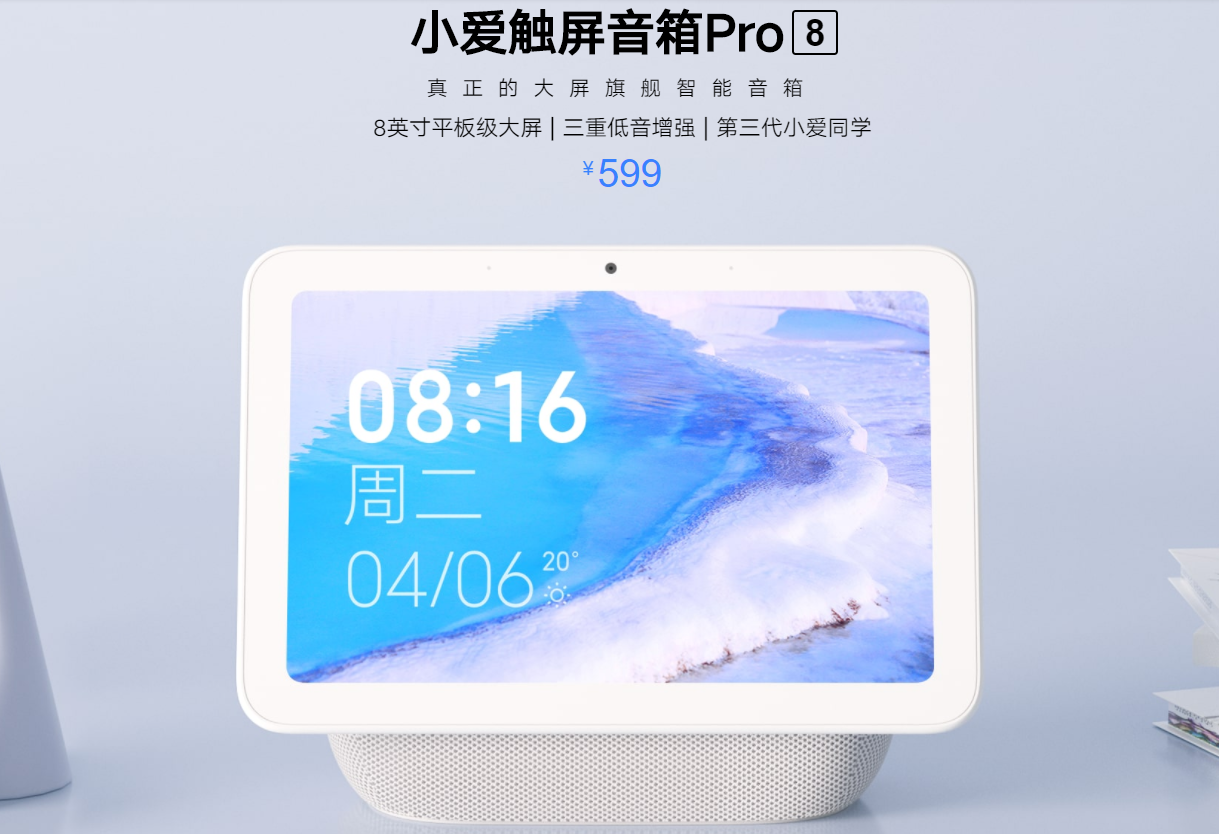 小爱触屏音箱Pro 8
真正的大屏旗舰智能音箱
8英寸平板级大屏 | 三重低音增强 | 第三代小爱同学
¥599
08:16
周二
04/06 20°